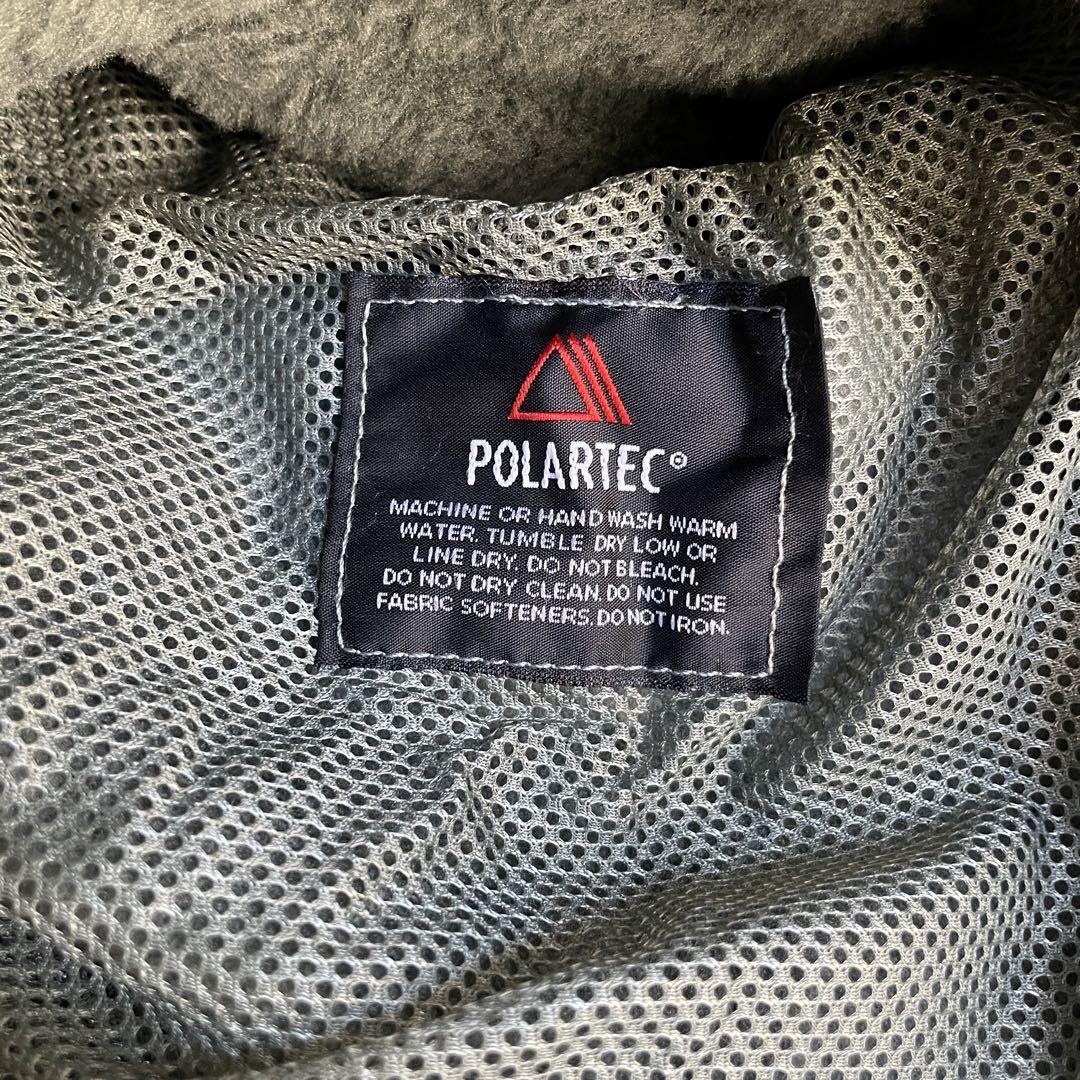 POLARTEC®
MACHINE OR HAND WASH WARM
WATER. TUMBLE DRY LOW OR
LINE DRY. DO NOT BLEACH.
DO NOT DRY CLEAN. DO NOT USE
FABRIC SOFTENERS. DO NOT IRON.